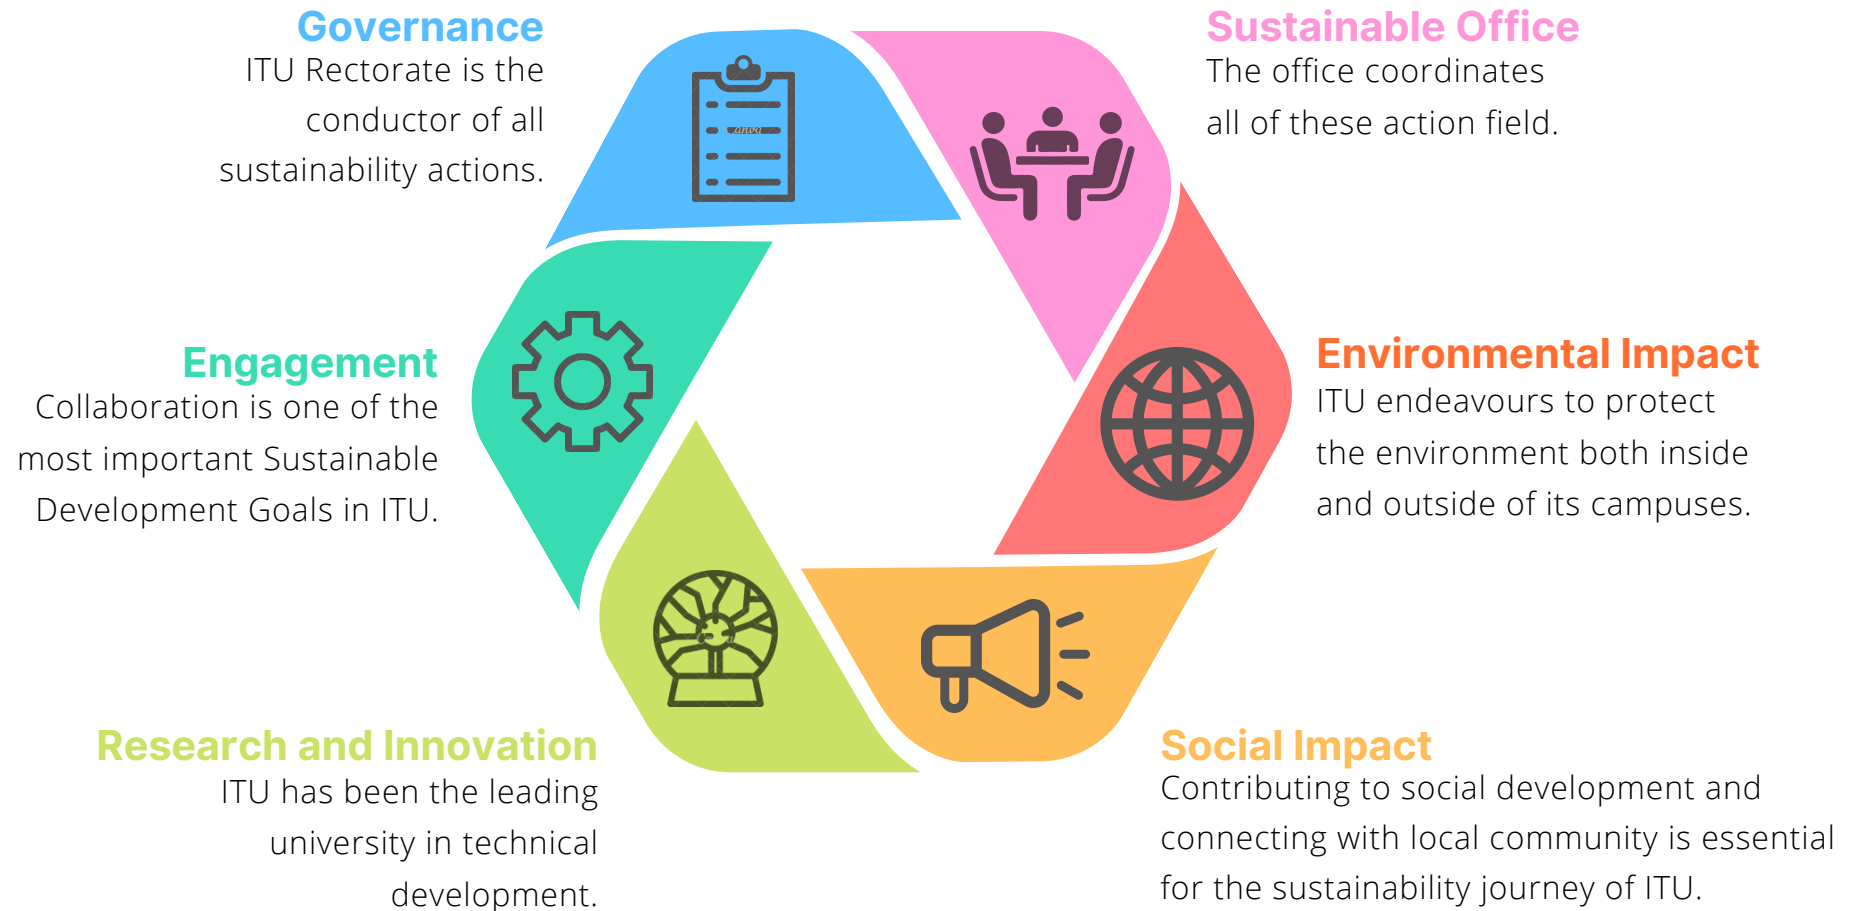 Governance
ITU Rectorate is the
conductor of all
sustainability actions.
Sustainable Office
The office coordinates
all of these action field.
Engagement
Collaboration is one of the
most important Sustainable
Development Goals in ITU.
Environmental Impact
ITU endeavours to protect
the environment both inside
and outside of its campuses.
Research and Innovation
ITU has been the leading
university in technical
development.
Social Impact
Contributing to social development and
connecting with local community is essential
for the sustainability journey of ITU.